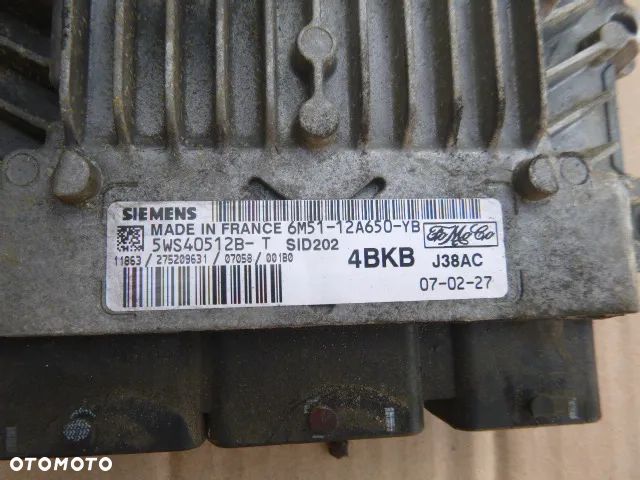 SIEMENS
MADE IN FRANCE 6M51-12A650-YB
5WS40512B- T SID202
FoMoCo
11863 / 275209631 / 07058 / 001B0
4BKB J38AC
07-02-27
OTOMOTO